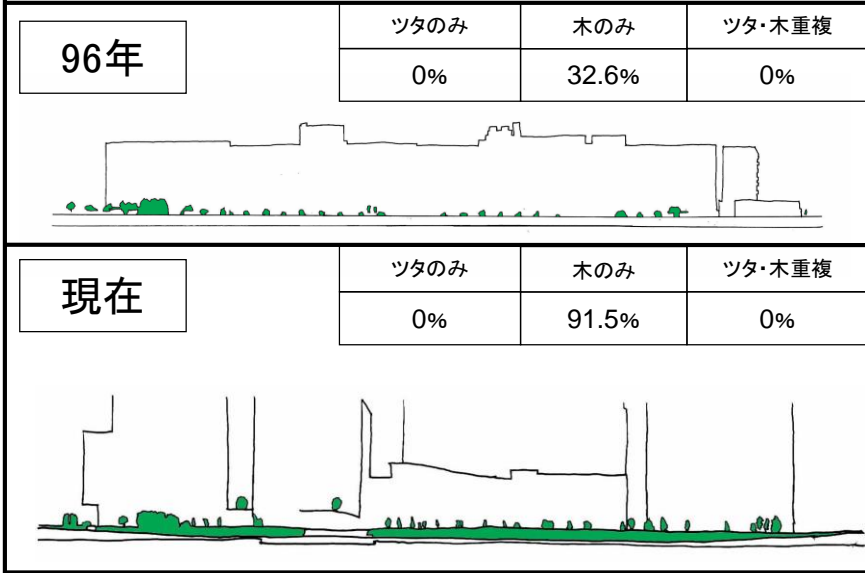 96年
ツタのみ 木のみ ツタ・木重複
0% 32.6% 0%
現在
ツタのみ 木のみ ツタ・木重複
0% 91.5% 0%